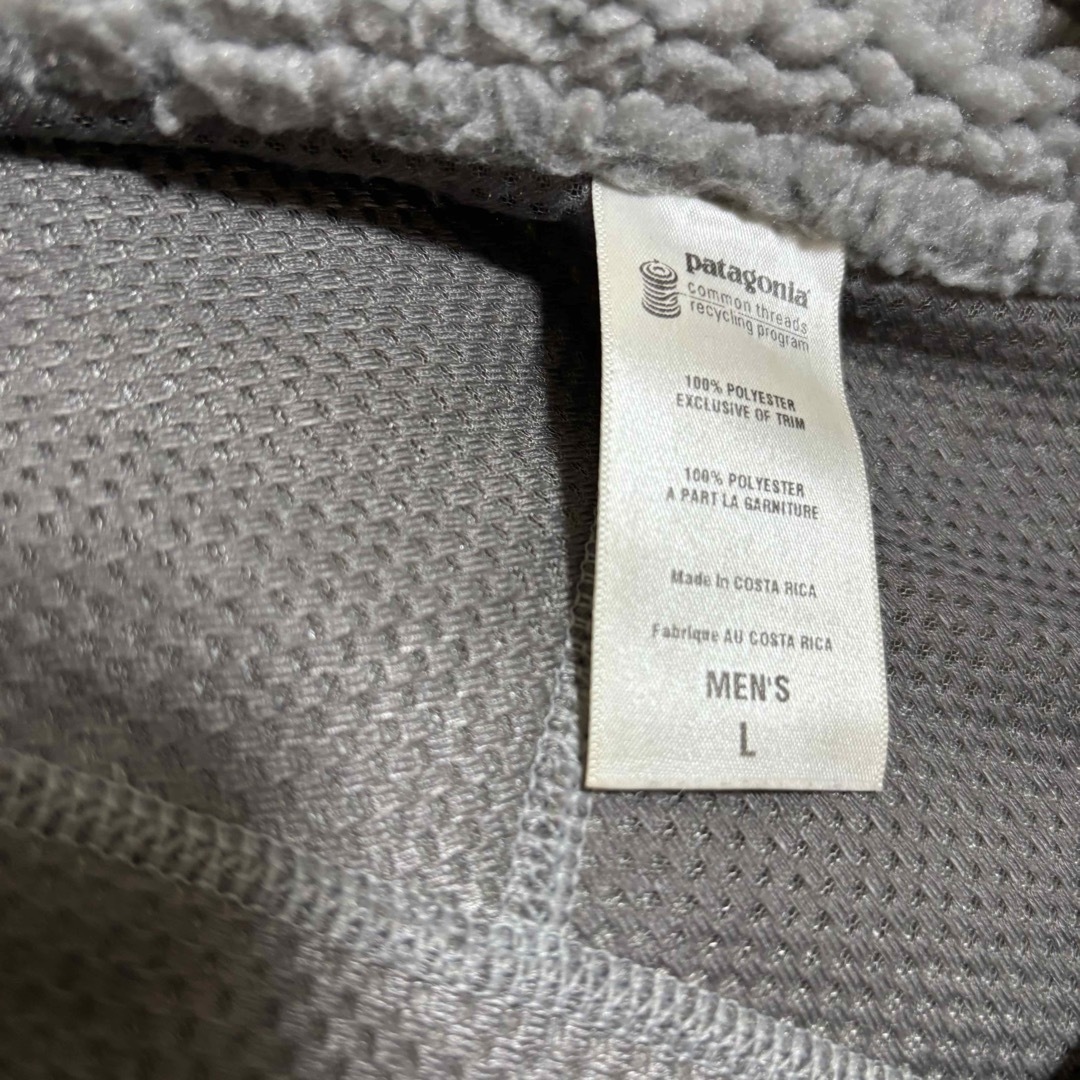 patagonia
common threads
recycling program
100% POLYESTER
EXCLUSIVE OF TRIM
100% POLYESTER
A PART LA GARNITURE
Made In COSTA RICA
Fabrique AU COSTA RICA
MEN'S
L